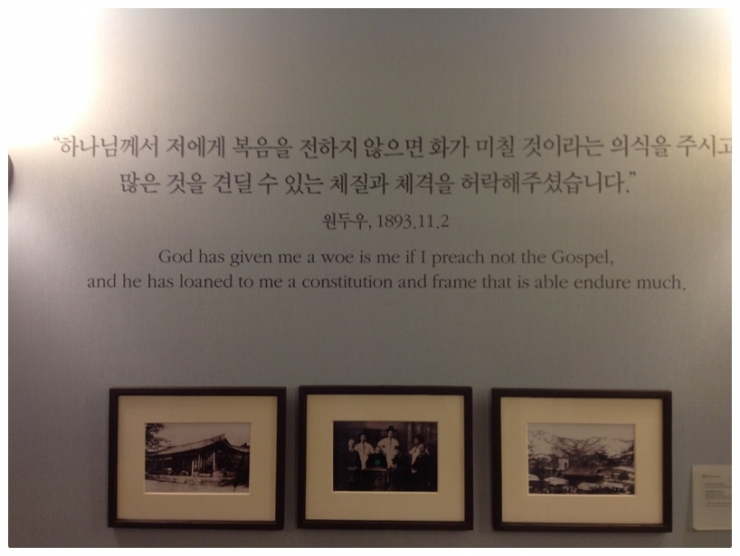 “하나님께서 저에게 복음을 전하지 않으면 화가 미칠 것이라는 의식을 주시고
많은 것을 견딜 수 있는 체질과 체격을 허락해주셨습니다.”
원두우, 1893.11.2
God has given me a woe is me if I preach not the Gospel,
and he has loaned to me a constitution and frame that is able endure much.